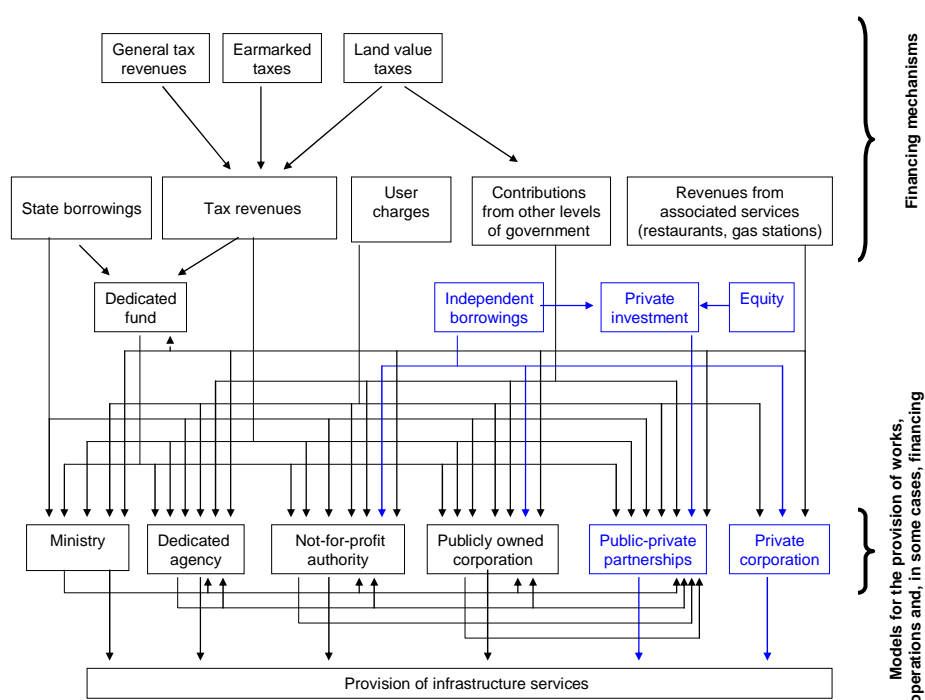 General tax
revenues
Earmarked
taxes
Land value
taxes
Financing mechanisms
State borrowings
Tax revenues
User
charges
Contributions
from other levels
of government
Revenues from
associated services
(restaurants, gas stations)
Dedicated
fund
Independent
borrowings
Private
investment
Equity
Ministry
Dedicated
agency
Not-for-profit
authority
Publicly owned
corporation
Public-private
partnerships
Private
corporation
Models for the provision of works,
operations and, in some cases, financing
Provision of infrastructure services